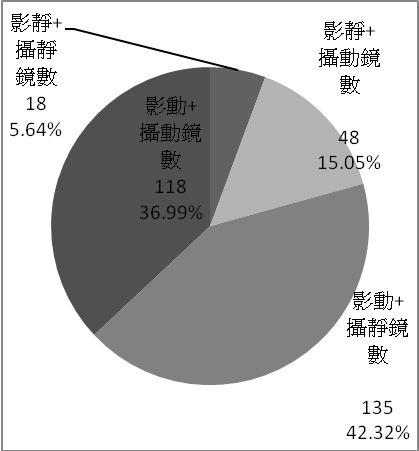 影靜+
攝靜
鏡數
18
5.64%
影靜+
攝動鏡
數
48
15.05%
影動+
攝動鏡
數
118
36.99%
影動+
攝靜鏡
數
135
42.32%